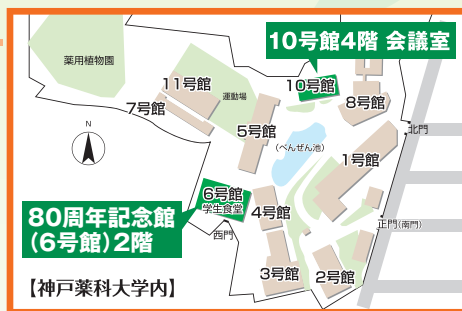 10号館4階 会議室
薬用植物園
11号館
運動場
10号館
8号館
7号館
N
5号館
(べんぜん池)
北門
1号館
6号館
学生食堂
4号館
80周年記念館
(6号館)2階
西門
正門(南門)
3号館
2号館
【神戸薬科大学内】